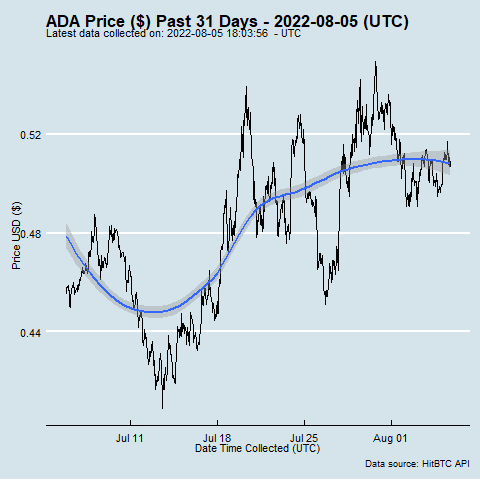 ADA Price ($) Past 31 Days - 2022-08-05 (UTC)
Latest data collected on: 2022-08-05 18:03:56  - UTC
Price USD ($)
0.52
0.48
0.44
Jul 11
Jul 18
Jul 25
Aug 01
Date Time Collected (UTC)
Data source: HitBTC API